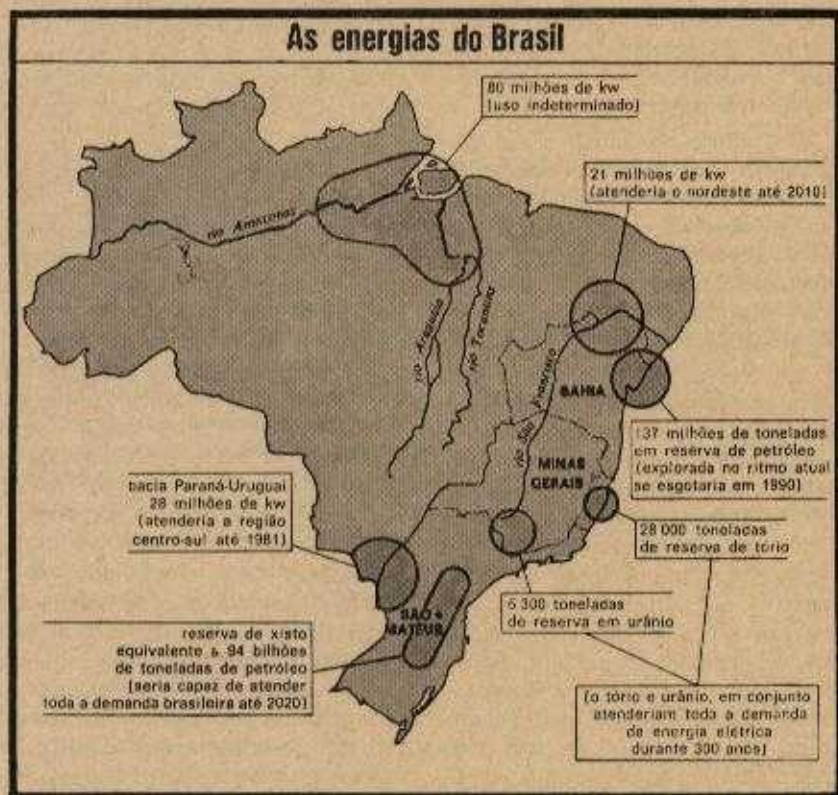 As energias do Brasil
80 milhões de kw
(uso indeterminado)
21 milhões de kw
(atenderia o nordeste até 2010)
rio Amazonas
rio Araguaia
rio Tocantins
rio São Francisco
BAHIA
MINAS
GERAIS
137 milhões de toneladas
em reserva de petróleo
(explorada no ritmo atual
se esgotaria em 1990)
bacia Paraná-Uruguai
28 milhões de kw
(atenderia a região
centro-sul até 1981)
28 000 toneladas
de reserva de tório
6 300 toneladas
de reserva em urânio
SÃO
MATEUS
reserva de xisto
equivalente a 94 bilhões
de toneladas de petróleo
(seria capaz de atender
toda a demanda brasileira até 2020)
(o tório e urânio, em conjunto
atenderiam toda a demanda
de energia elétrica
durante 300 anos)